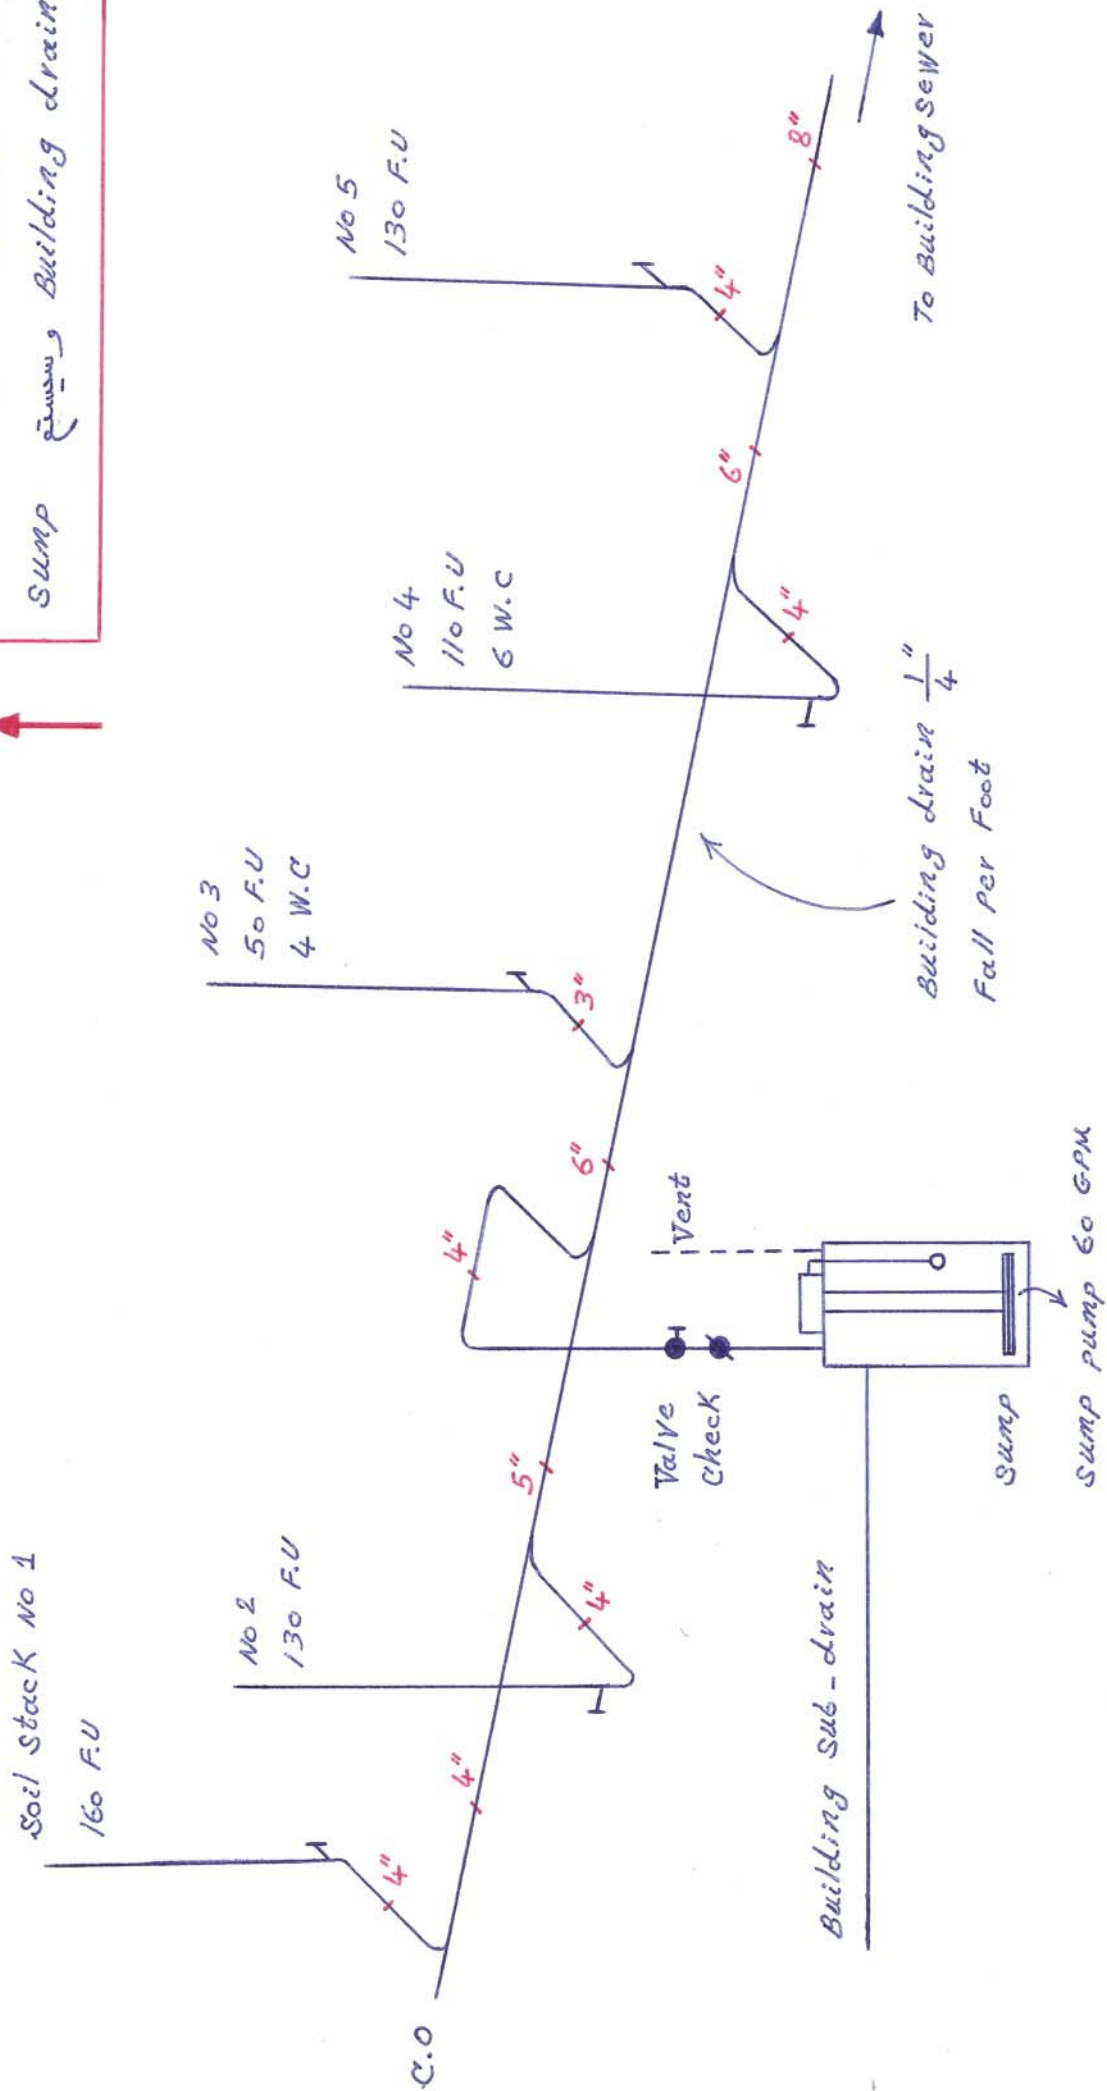 Sump وسیستم Building drain
Soil Stack No 1
160 F.U
No 2
130 F.U
No 3
50 F.U
4 W.C
No 4
110 F.U
6 W.C
No 5
130 F.U
C.O
4"
4"
4"
5"
4"
6"
3"
4"
6"
4"
8"
To Building Sewer
Building drain 1/4"
Fall Per Foot
Valve
Check
Vent
Building Sub-drain
Sump
Sump pump 60 GPM